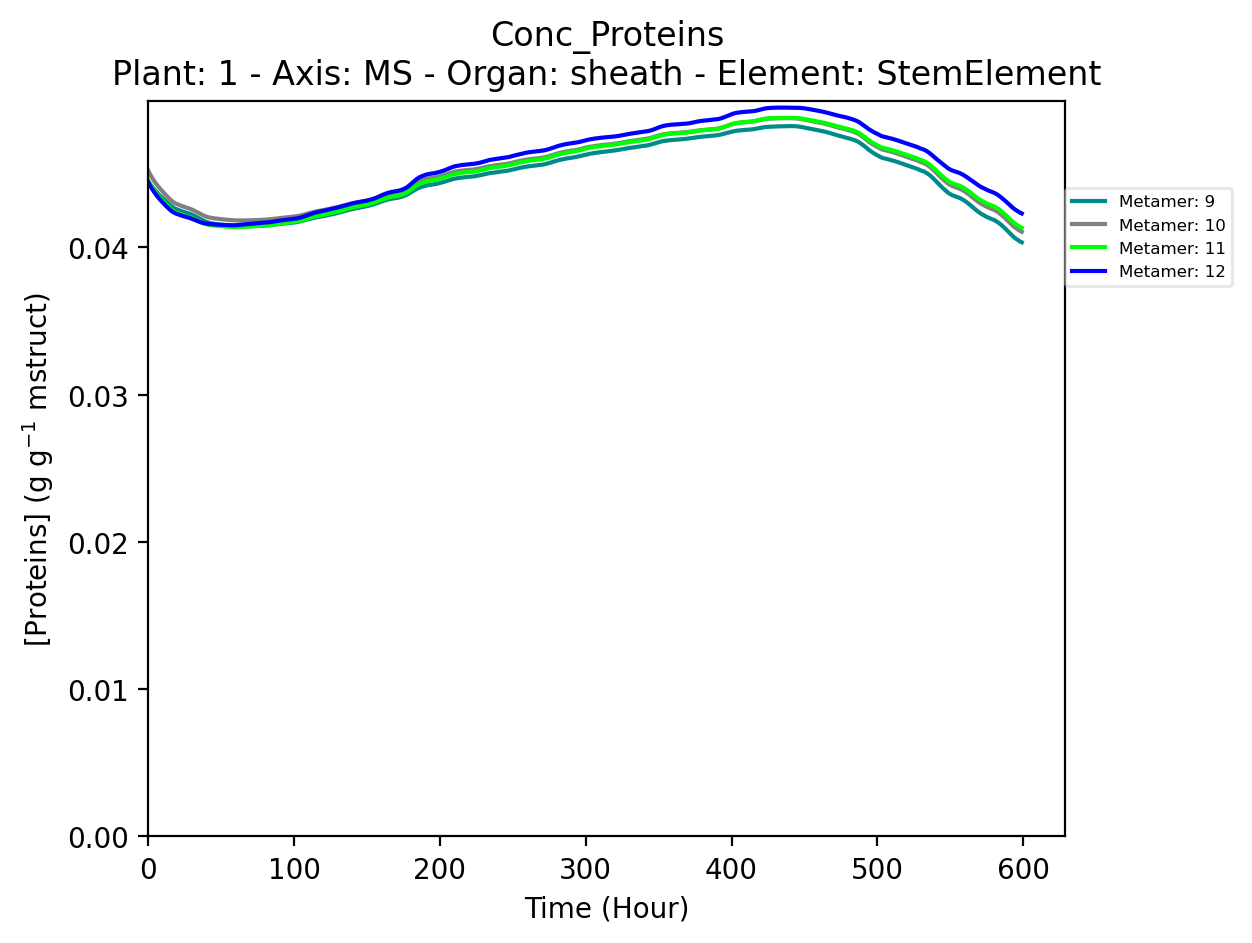 Conc_Proteins
Plant: 1 - Axis: MS - Organ: sheath - Element: StemElement
[Proteins] (g g⁻¹ mstruct)
0.04
0.03
0.02
0.01
0.00
0 100 200 300 400 500 600
Time (Hour)
Metamer: 9
Metamer: 10
Metamer: 11
Metamer: 12